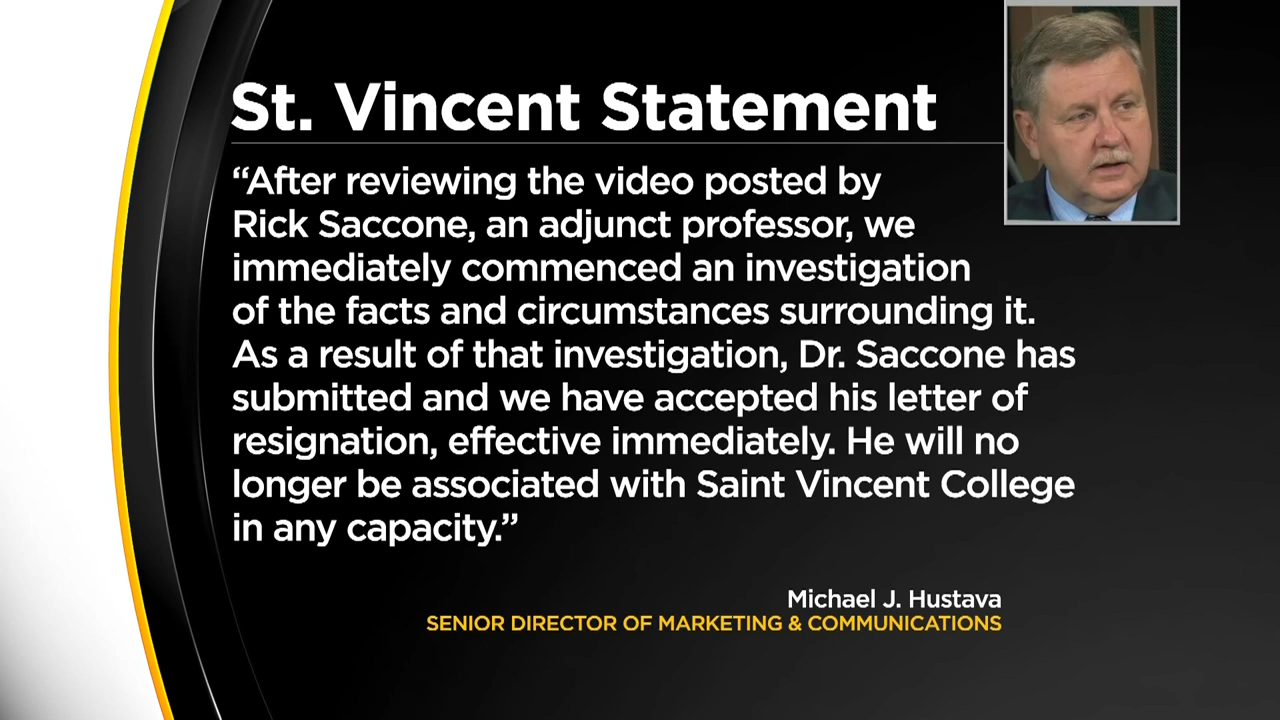 St. Vincent Statement
“After reviewing the video posted by
Rick Saccone, an adjunct professor, we
immediately commenced an investigation
of the facts and circumstances surrounding it.
As a result of that investigation, Dr. Saccone has
submitted and we have accepted his letter of
resignation, effective immediately. He will no
longer be associated with Saint Vincent College
in any capacity.”
Michael J. Hustava
SENIOR DIRECTOR OF MARKETING & COMMUNICATIONS